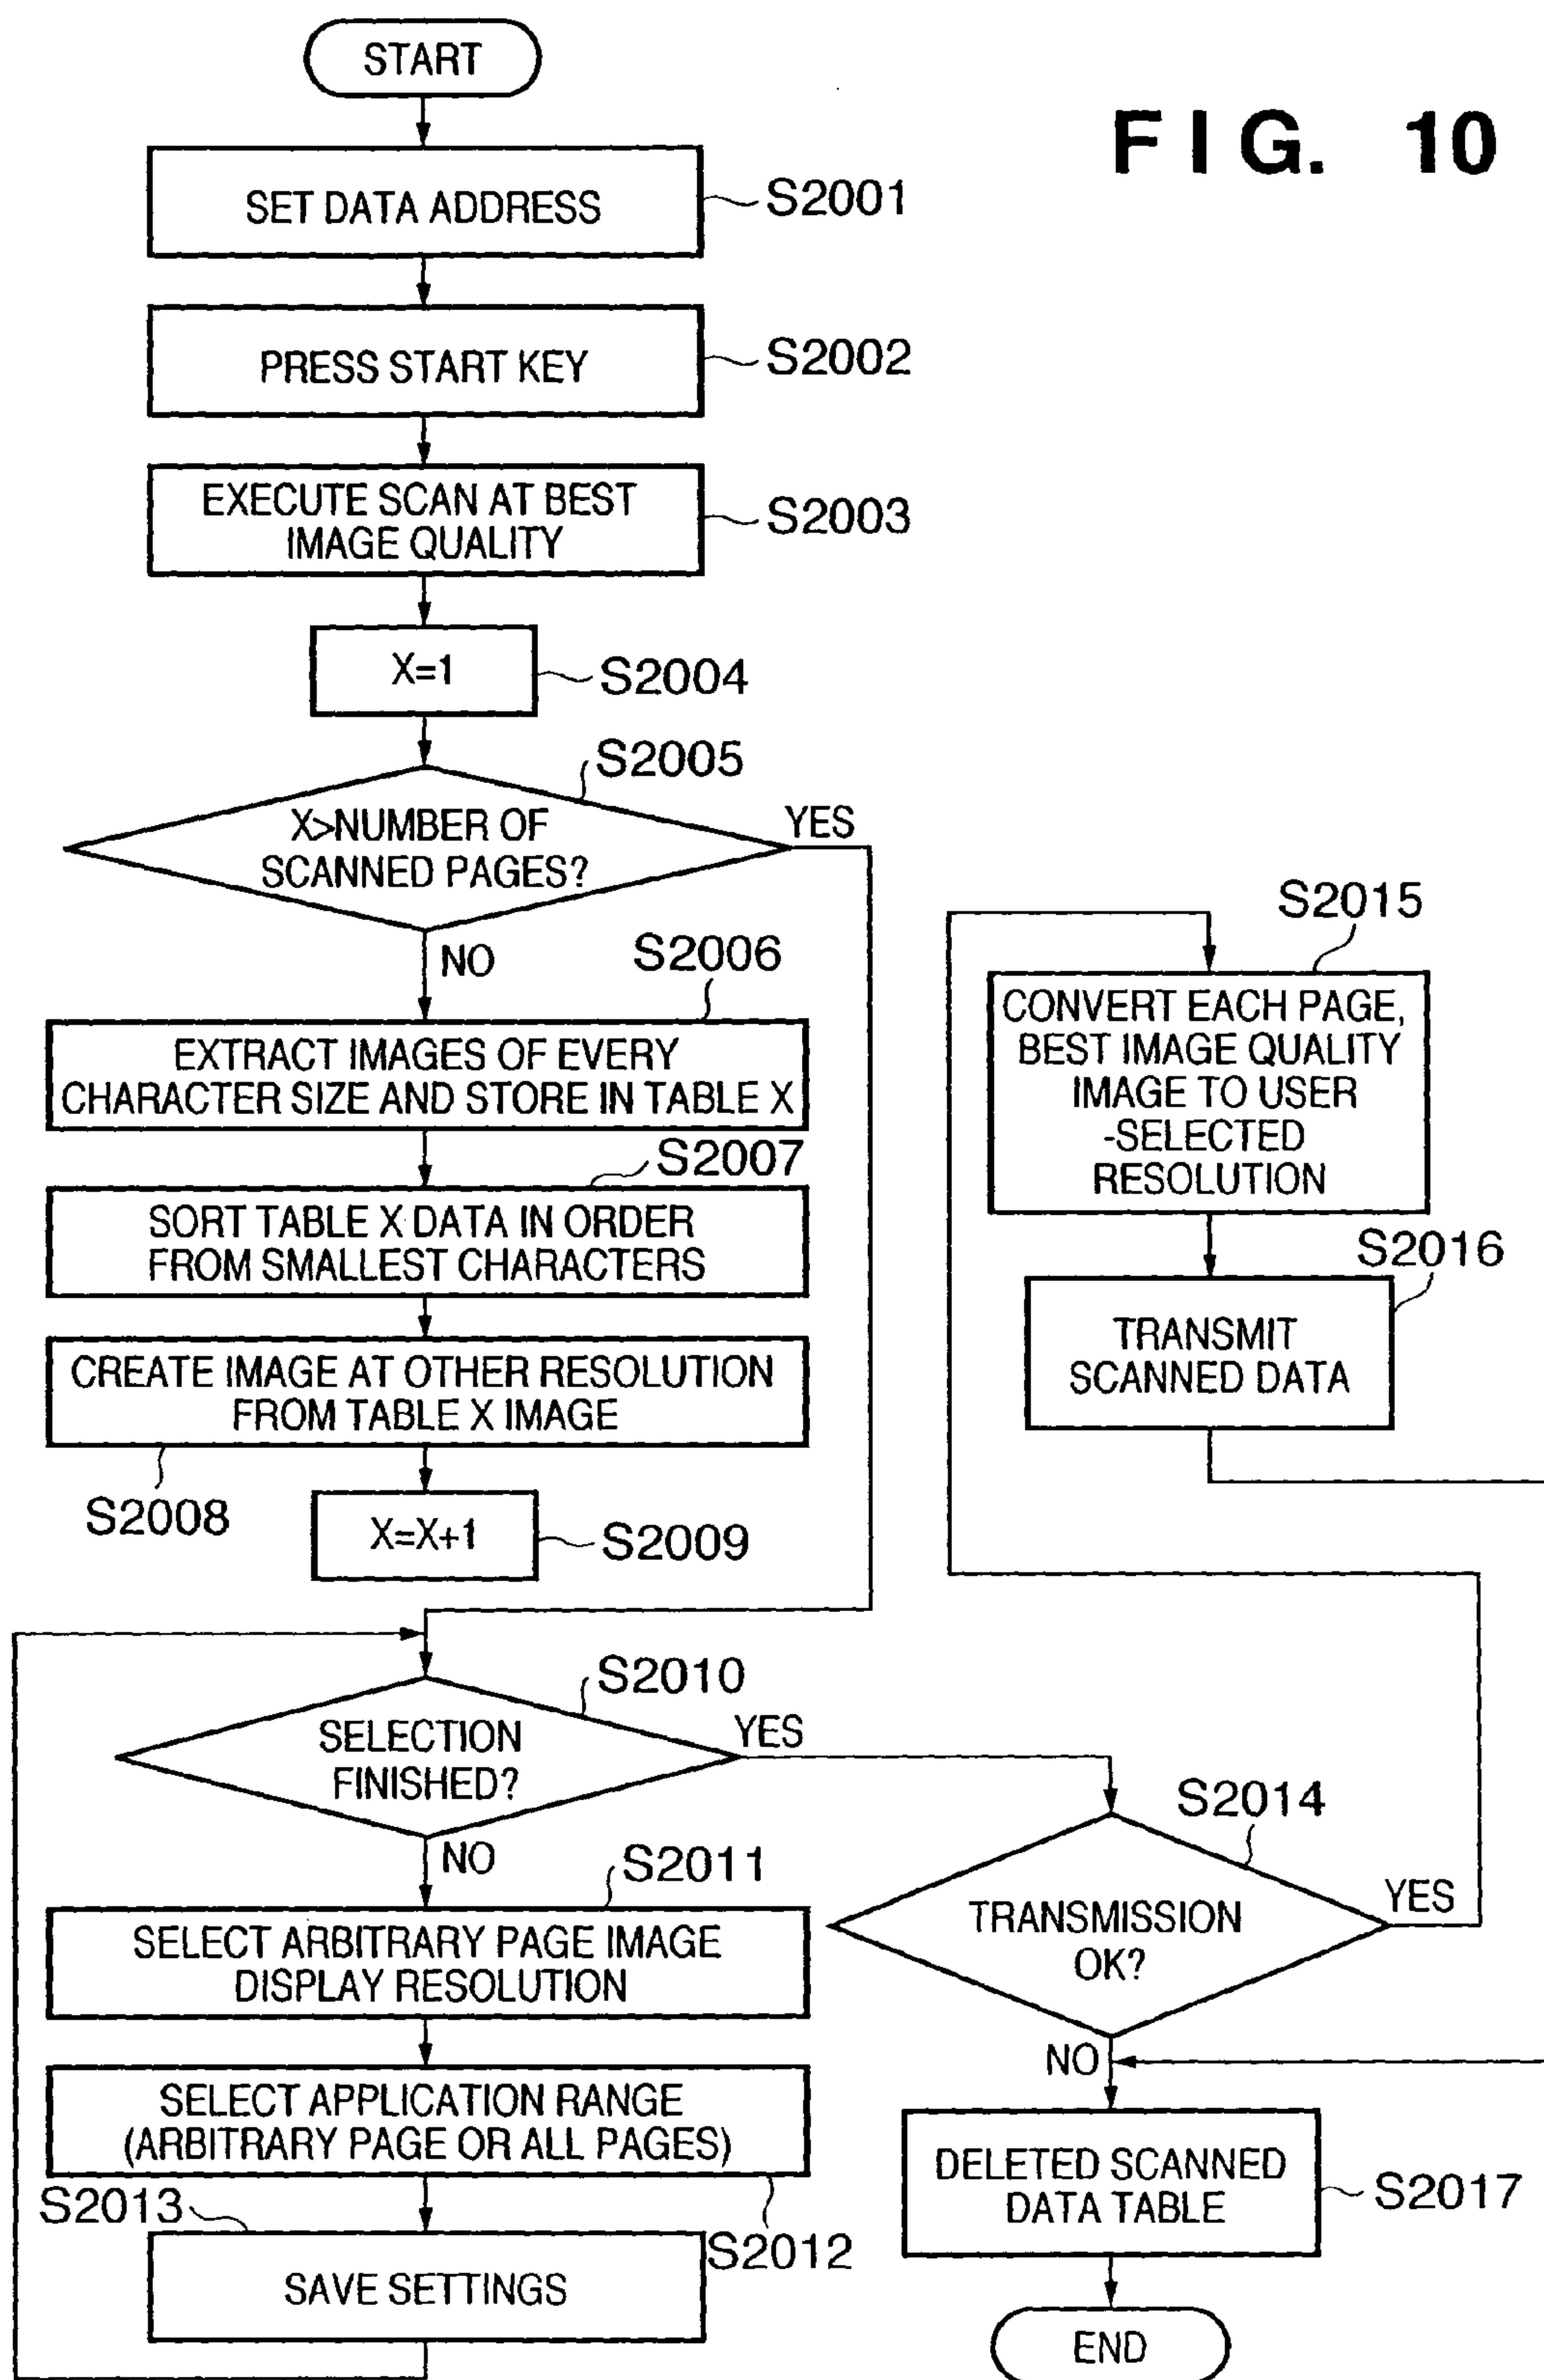 FIG. 10
START
SET DATA ADDRESS
S2001
PRESS START KEY
S2002
EXECUTE SCAN AT BEST
IMAGE QUALITY
S2003
X=1
S2004
S2005
X>NUMBER OF
SCANNED PAGES?
YES
NO
S2006
EXTRACT IMAGES OF EVERY
CHARACTER SIZE AND STORE IN TABLE X
S2007
SORT TABLE X DATA IN ORDER
FROM SMALLEST CHARACTERS
CREATE IMAGE AT OTHER RESOLUTION
FROM TABLE X IMAGE
S2008
X=X+1
S2009
S2010
SELECTION
FINISHED?
YES
NO
S2011
SELECT ARBITRARY PAGE IMAGE
DISPLAY RESOLUTION
SELECT APPLICATION RANGE
(ARBITRARY PAGE OR ALL PAGES)
S2012
S2013
SAVE SETTINGS
S2014
TRANSMISSION
OK?
YES
NO
S2015
CONVERT EACH PAGE,
BEST IMAGE QUALITY
IMAGE TO USER
-SELECTED
RESOLUTION
S2016
TRANSMIT
SCANNED DATA
DELETED SCANNED
DATA TABLE
S2017
END